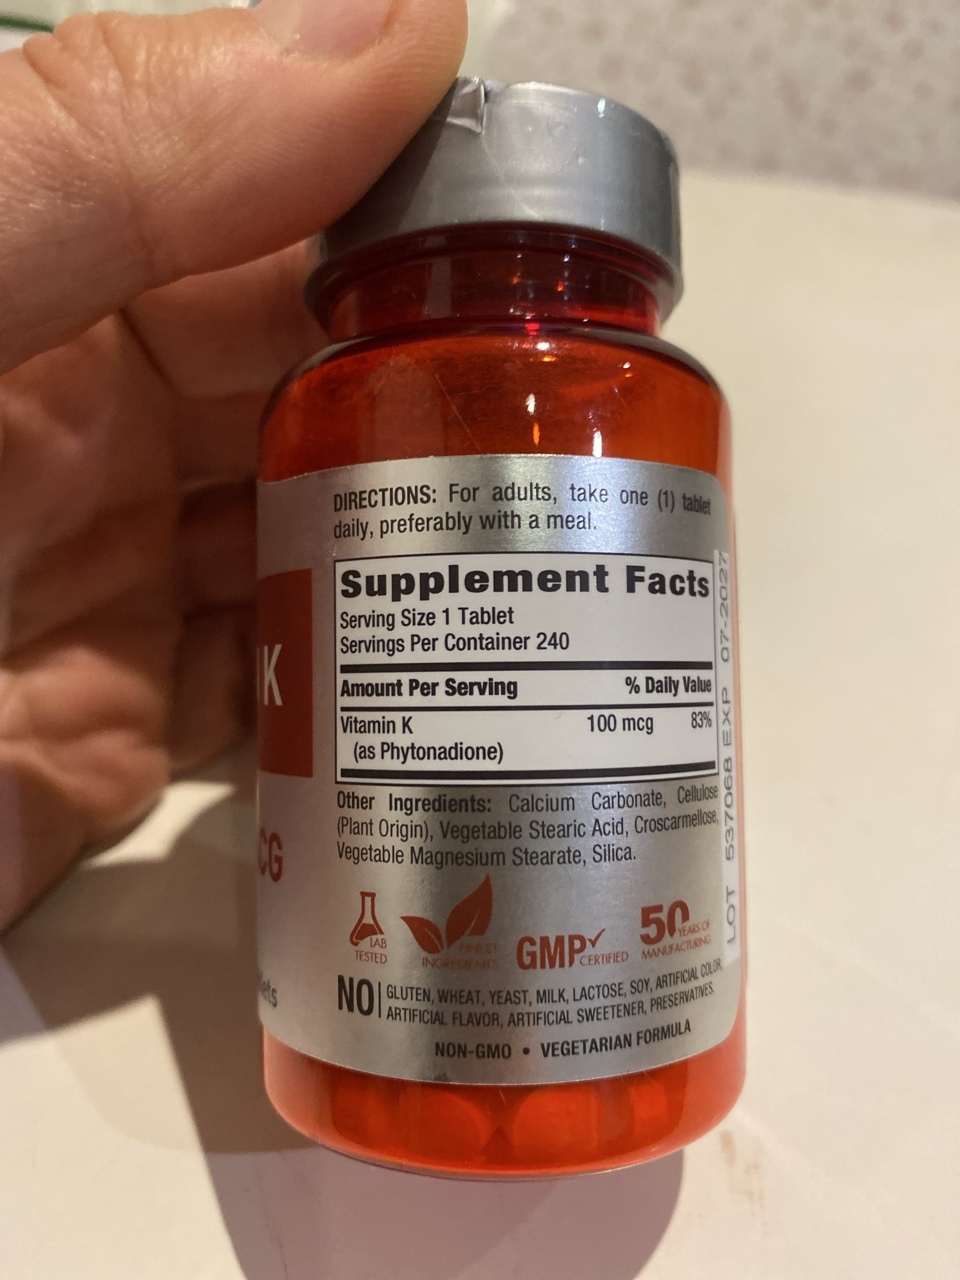 DIRECTIONS: For adults, take one (1) tablet
daily, preferably with a meal.
Supplement Facts
Serving Size 1 Tablet
Servings Per Container 240
Amount Per Serving % Daily Value
Vitamin K 100 mcg 83%
(as Phytonadione)
Other Ingredients: Calcium Carbonate, Cellulose
(Plant Origin), Vegetable Stearic Acid, Croscarmellose,
Vegetable Magnesium Stearate, Silica.
LAB
TESTED
FINEST
INGREDIENTS
GMP
CERTIFIED
50
YEARS OF
MANUFACTURING
NO
GLUTEN, WHEAT, YEAST, MILK, LACTOSE, SOY, ARTIFICIAL COLOR,
ARTIFICIAL FLAVOR, ARTIFICIAL SWEETENER, PRESERVATIVES.
NON-GMO • VEGETARIAN FORMULA
LOT 537068 EXP 07-2027
K
CG
ets